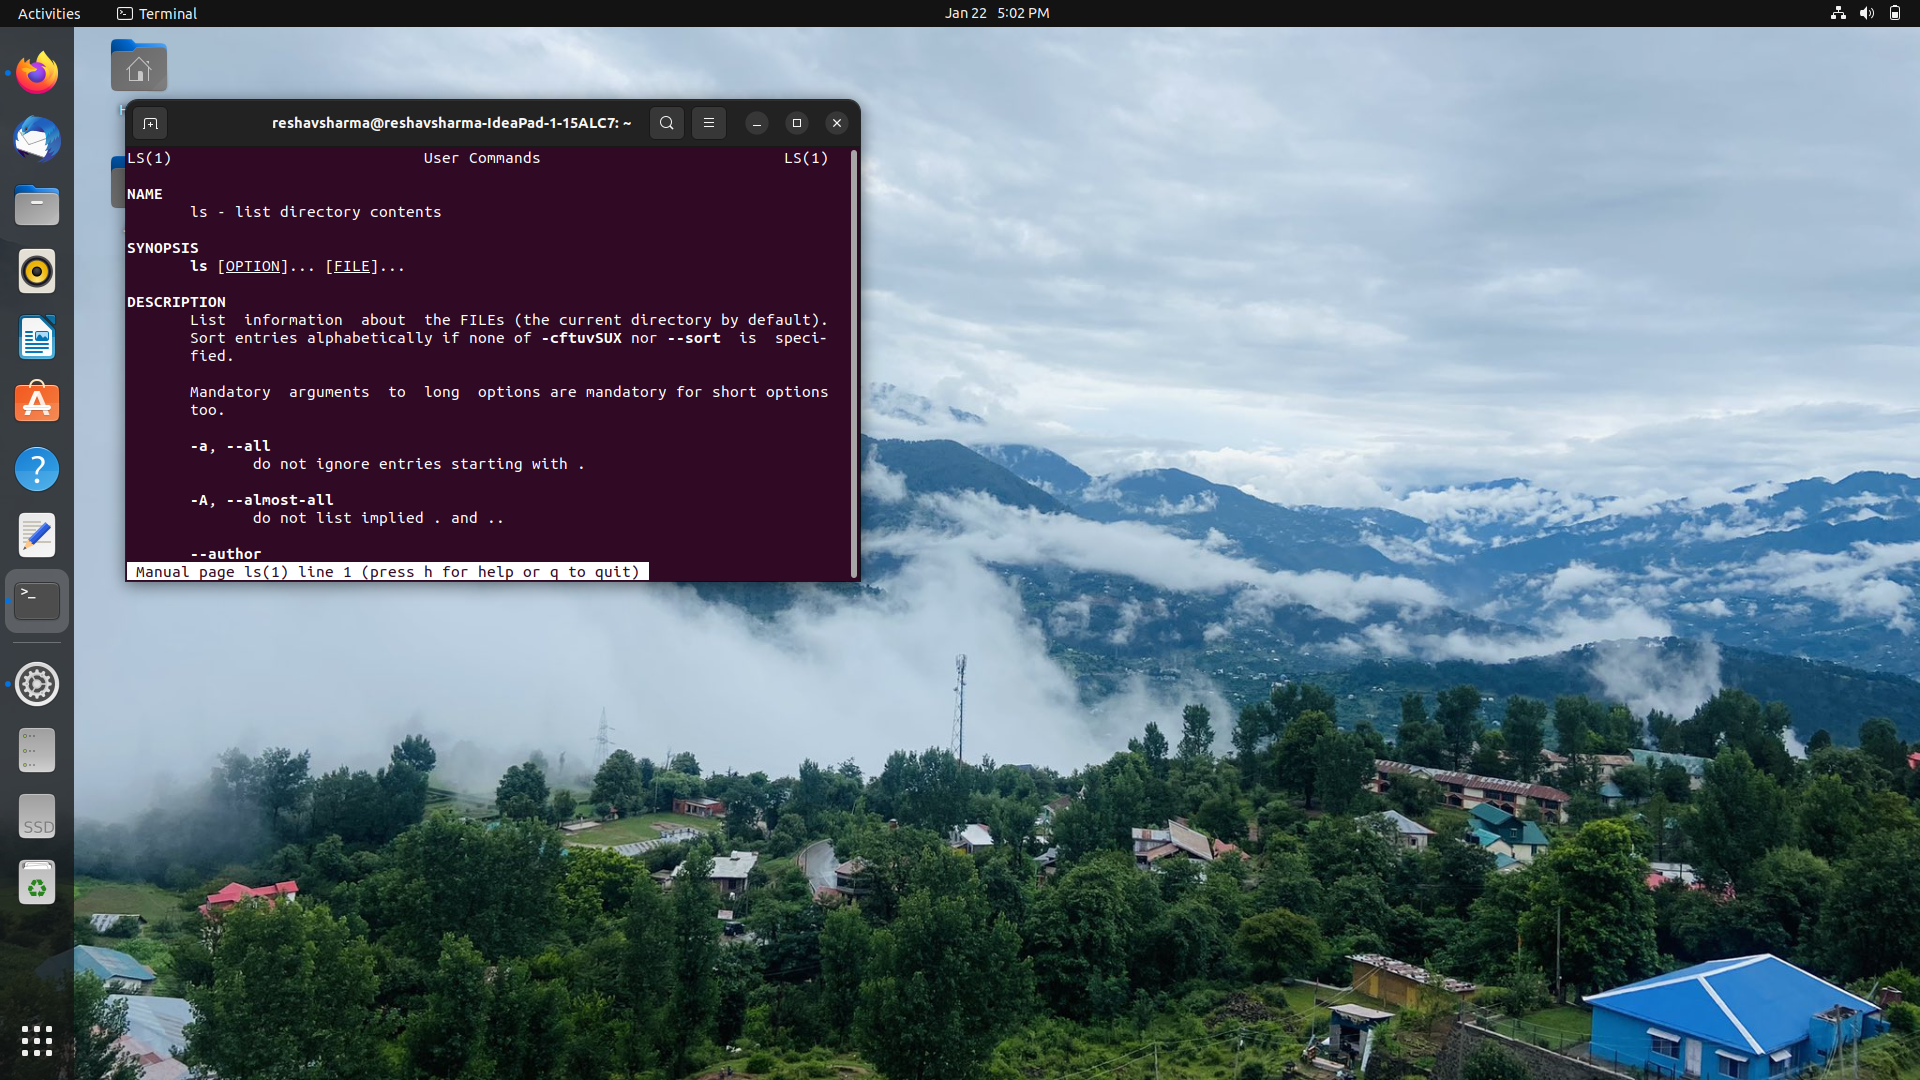 Activities Terminal Jan 22 5:02 PM
reshavsharma@reshavsharma-IdeaPad-1-15ALC7: ~
LS(1) User Commands LS(1)
NAME
ls - list directory contents
SYNOPSIS
ls [OPTION]... [FILE]...
DESCRIPTION
List information about the FILEs (the current directory by default).
Sort entries alphabetically if none of -cftuvSUX nor --sort is speci-
fied.
Mandatory arguments to long options are mandatory for short options
too.
-a, --all
do not ignore entries starting with .
-A, --almost-all
do not list implied . and ..
--author
Manual page ls(1) line 1 (press h for help or q to quit)
>_
SSD